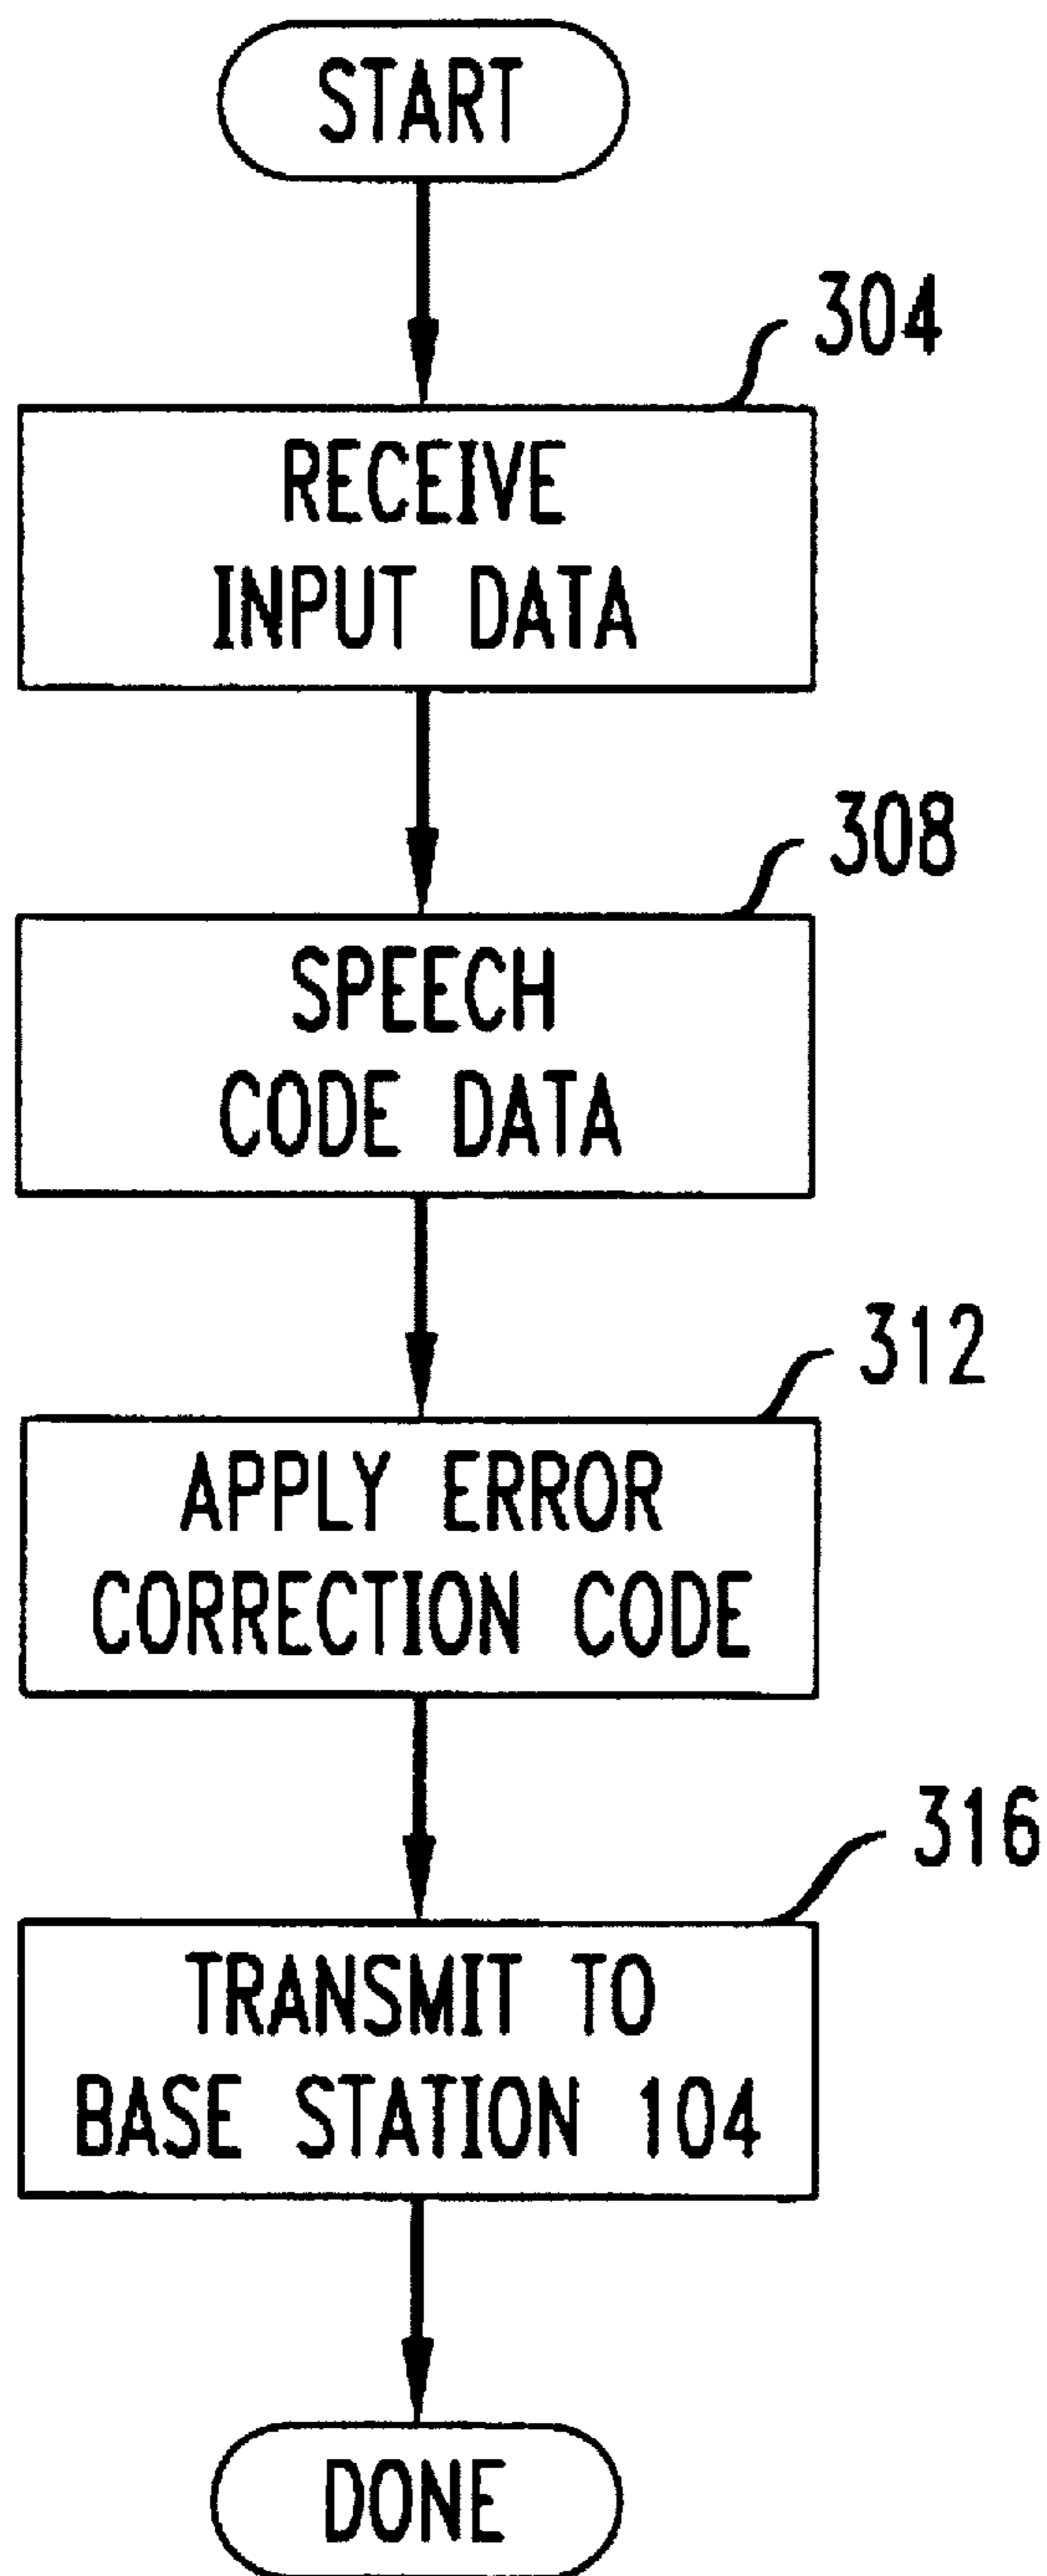 START
304
RECEIVE
INPUT DATA
308
SPEECH
CODE DATA
312
APPLY ERROR
CORRECTION CODE
316
TRANSMIT TO
BASE STATION 104
DONE